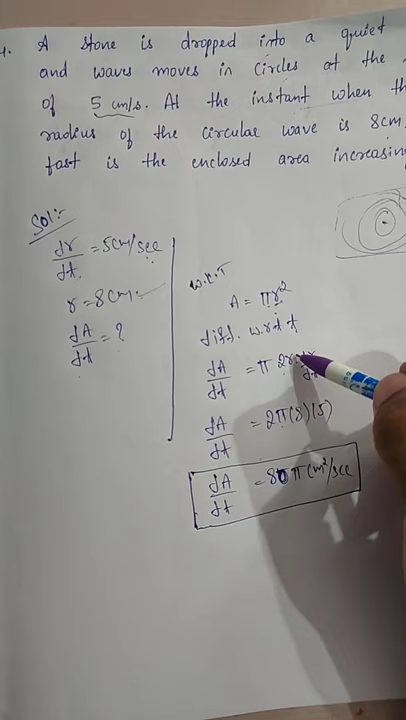 1. A stone is dropped into a quiet
and waves moves in circles at the
of 5 cm/s. At the instant when th
radius of the circular wave is 8cm,
fast is the enclosed area increasing
Sol:-
dr/dt = 5cm/sec
r = 8cm.
dA/dt = ?
W.K.T
A = πr²
diff. w.r.t t
dA/dt = π 2r.
dA/dt = 2π(8)(5)
dA/dt = 80π cm²/sec